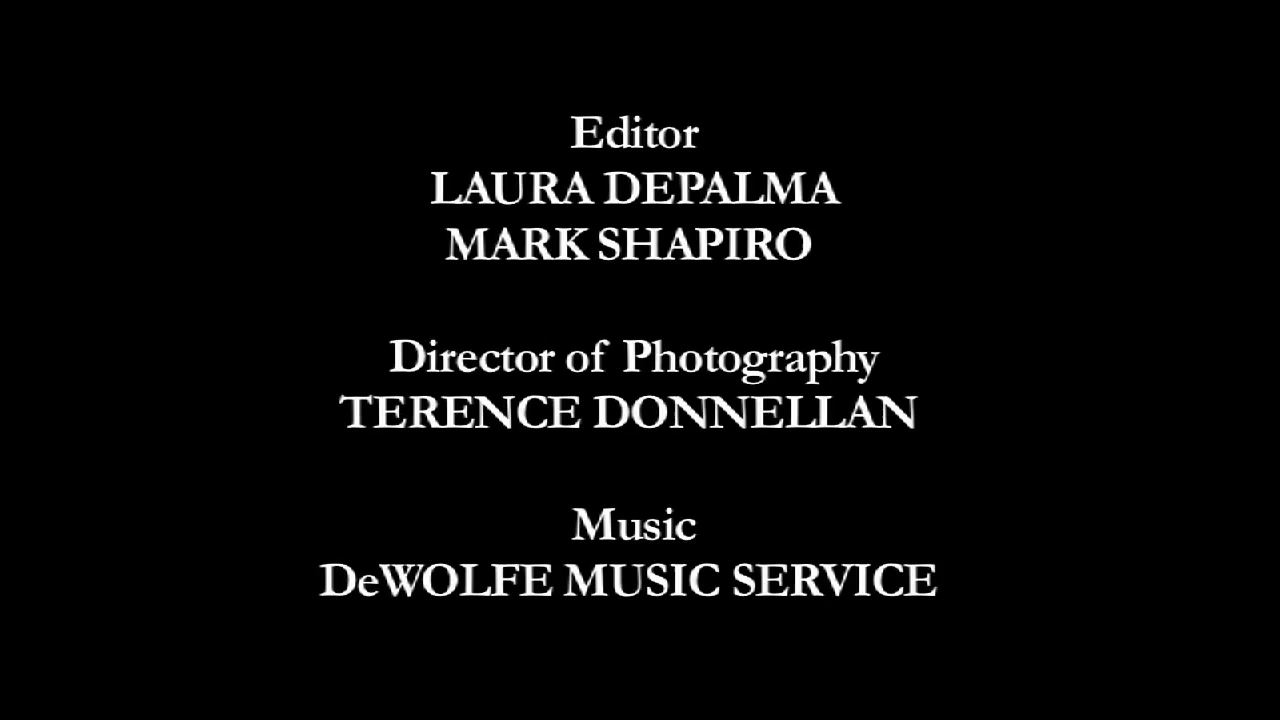 Editor
LAURA DEPALMA
MARK SHAPIRO
Director of Photography
TERENCE DONNELLAN
Music
DeWOLFE MUSIC SERVICE